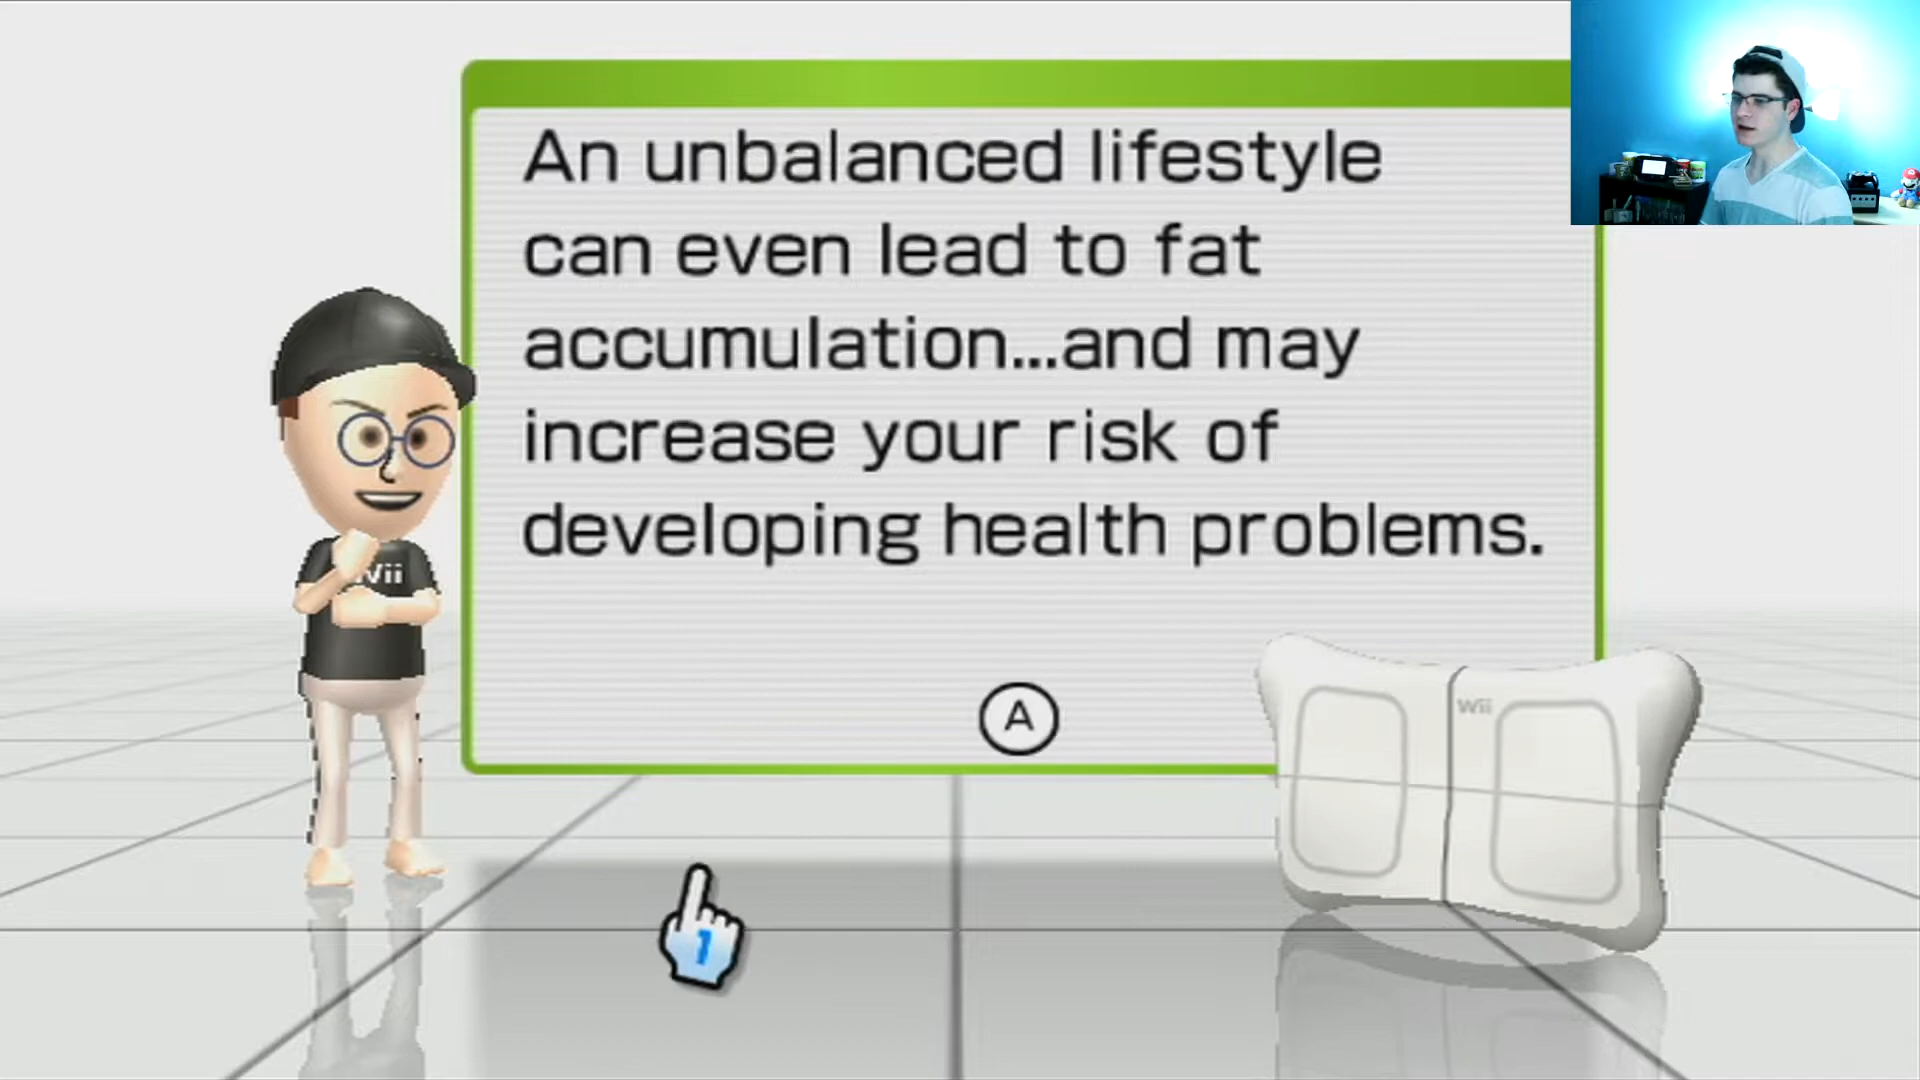 An unbalanced lifestyle
can even lead to fat
accumulation...and may
increase your risk of
developing health problems.
A
Wii
Wii
1